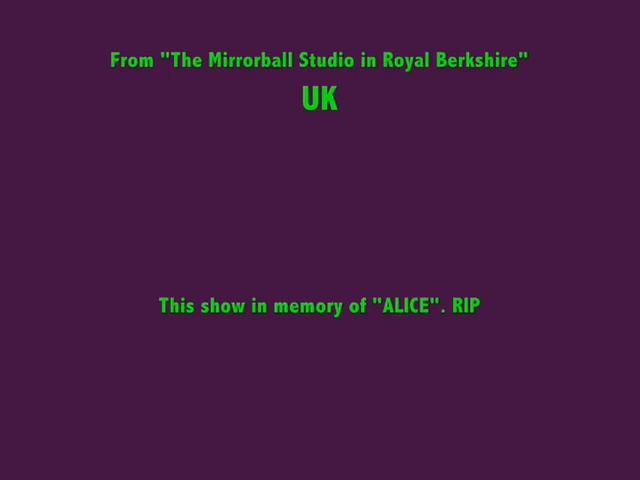 From "The Mirrorball Studio in Royal Berkshire"
UK
This show in memory of "ALICE". RIP